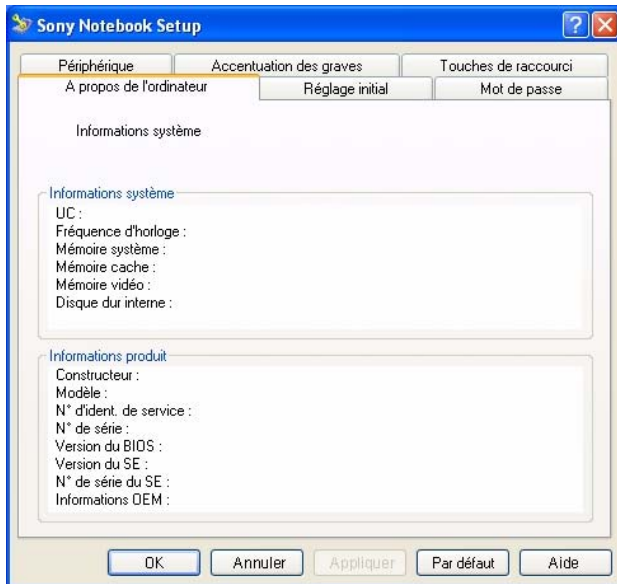 Sony Notebook Setup
Périphérique Accentuation des graves Touches de raccourci
A propos de l'ordinateur Réglage initial Mot de passe
Informations système
Informations système
UC :
Fréquence d'horloge :
Mémoire système :
Mémoire cache :
Mémoire vidéo :
Disque dur interne :
Informations produit
Constructeur :
Modèle :
N° d'ident. de service :
N° de série :
Version du BIOS :
Version du SE :
N° de série du SE :
Informations OEM :
OK Annuler Appliquer Par défaut Aide